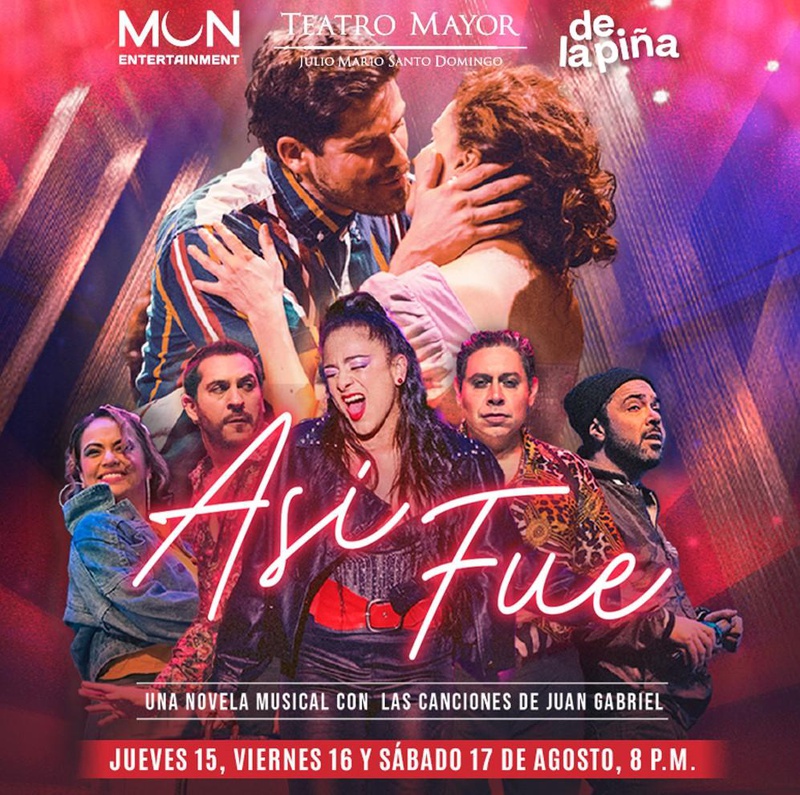 MUN
ENTERTAINMENT
TEATRO MAYOR
JULIO MARIO SANTO DOMINGO
de
la piña
Así
Fue
UNA NOVELA MUSICAL CON LAS CANCIONES DE JUAN GABRIEL
JUEVES 15, VIERNES 16 Y SÁBADO 17 DE AGOSTO, 8 P.M.